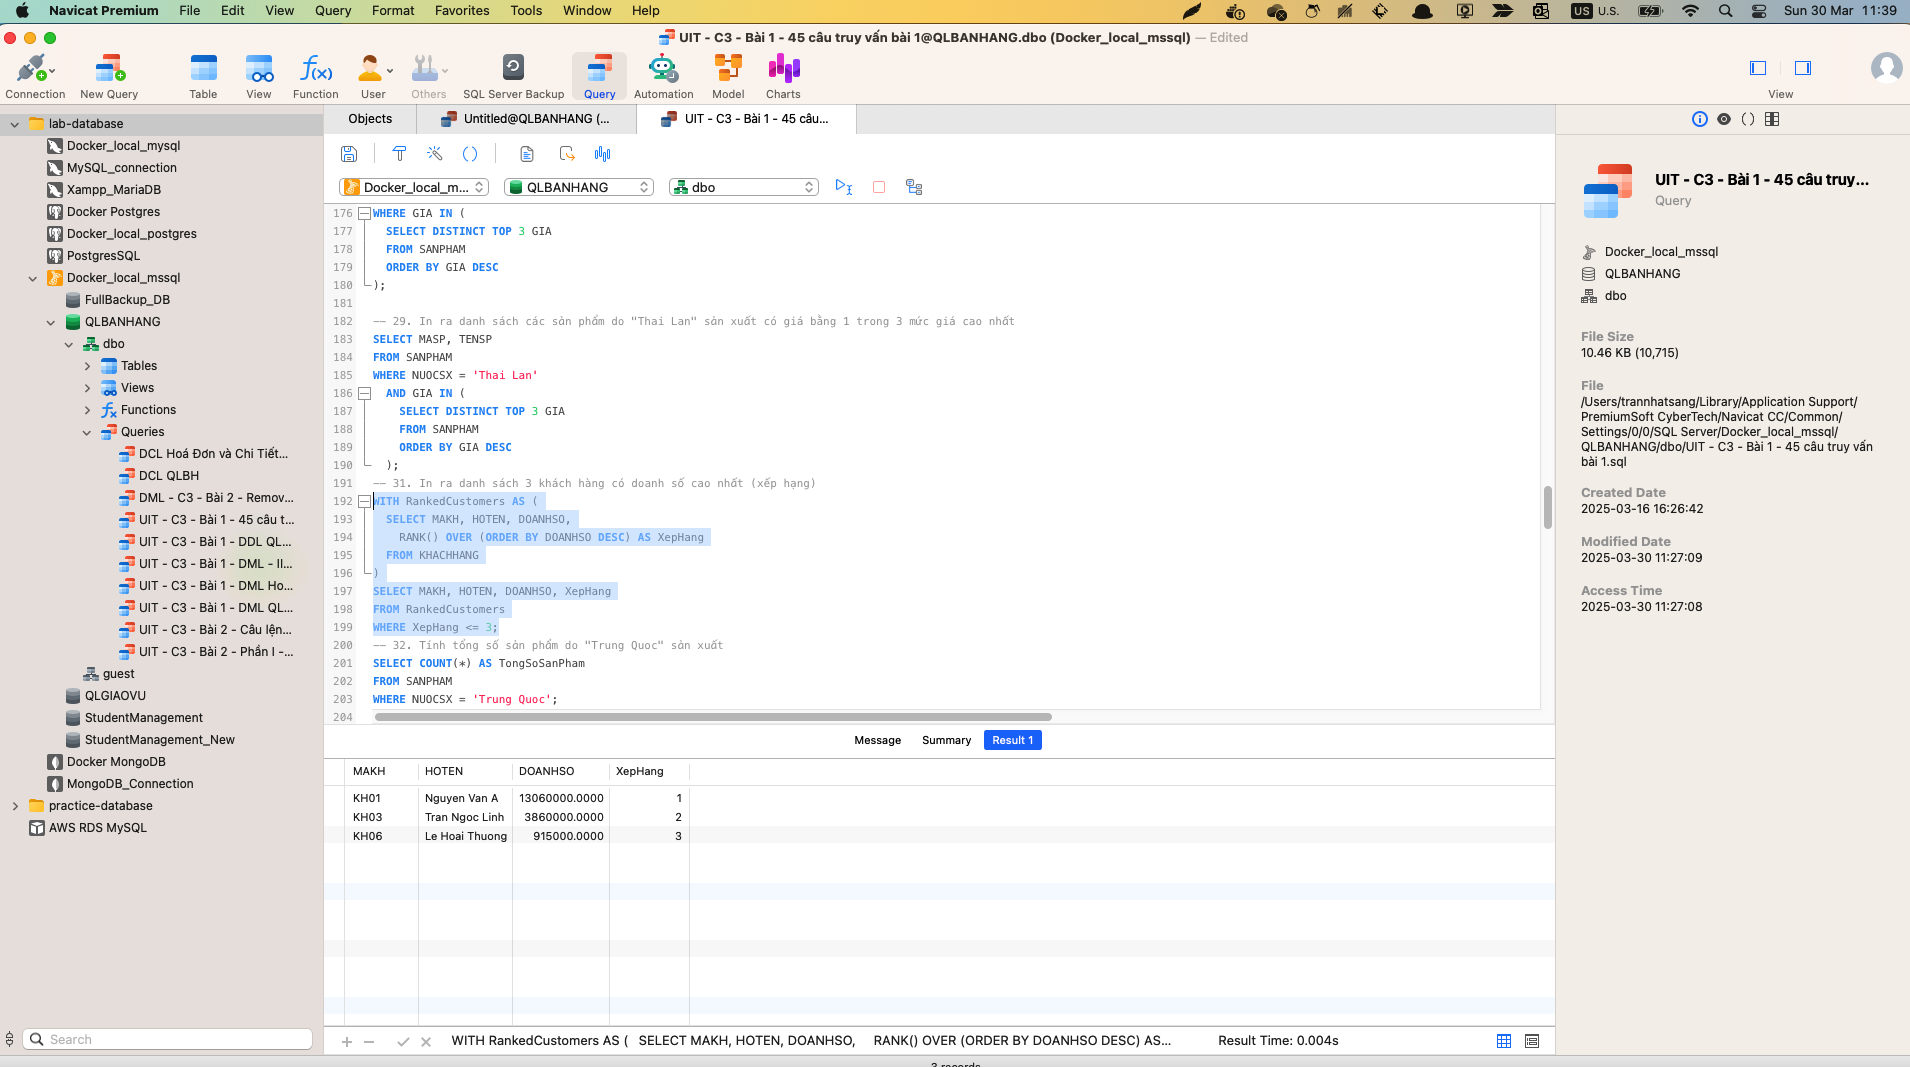 Navicat Premium File Edit View Query Format Favorites Tools Window Help US U.S. Sun 30 Mar 11:39
UIT - C3 - Bài 1 - 45 câu truy vấn bài 1@QLBANHANG.dbo (Docker_local_mssql) — Edited
Connection New Query Table View Function User Others SQL Server Backup Query Automation Model Charts View
lab-database
Docker_local_mysql
MySQL_connection
Xampp_MariaDB
Docker Postgres
Docker_local_postgres
PostgresSQL
Docker_local_mssql
FullBackup_DB
QLBANHANG
dbo
Tables
Views
Functions
Queries
DCL Hoá Đơn và Chi Tiết...
DCL QLBH
DML - C3 - Bài 2 - Remov...
UIT - C3 - Bài 1 - 45 câu t...
UIT - C3 - Bài 1 - DDL QL...
UIT - C3 - Bài 1 - DML - II...
UIT - C3 - Bài 1 - DML Ho...
UIT - C3 - Bài 1 - DML QL...
UIT - C3 - Bài 2 - Câu lện...
UIT - C3 - Bài 2 - Phần I -...
guest
QLGIAOVU
StudentManagement
StudentManagement_New
Docker MongoDB
MongoDB_Connection
practice-database
AWS RDS MySQL
Search
Objects Untitled@QLBANHANG (... UIT - C3 - Bài 1 - 45 câu...
Docker_local_m... QLBANHANG dbo
176 WHERE GIA IN (
177 SELECT DISTINCT TOP 3 GIA
178 FROM SANPHAM
179 ORDER BY GIA DESC
180 );
181
182 -- 29. In ra danh sách các sản phẩm do "Thai Lan" sản xuất có giá bằng 1 trong 3 mức giá cao nhất
183 SELECT MASP, TENSP
184 FROM SANPHAM
185 WHERE NUOCSX = 'Thai Lan'
186 AND GIA IN (
187 SELECT DISTINCT TOP 3 GIA
188 FROM SANPHAM
189 ORDER BY GIA DESC
190 );
191 -- 31. In ra danh sách 3 khách hàng có doanh số cao nhất (xếp hạng)
192 WITH RankedCustomers AS (
193 SELECT MAKH, HOTEN, DOANHSO,
194 RANK() OVER (ORDER BY DOANHSO DESC) AS XepHang
195 FROM KHACHHANG
196 )
197 SELECT MAKH, HOTEN, DOANHSO, XepHang
198 FROM RankedCustomers
199 WHERE XepHang <= 3;
200 -- 32. Tính tổng số sản phẩm do "Trung Quoc" sản xuất
201 SELECT COUNT(*) AS TongSoSanPham
202 FROM SANPHAM
203 WHERE NUOCSX = 'Trung Quoc';
204
Message Summary Result 1
MAKH HOTEN DOANHSO XepHang
KH01 Nguyen Van A 13060000.0000 1
KH03 Tran Ngoc Linh 3860000.0000 2
KH06 Le Hoai Thuong 915000.0000 3
WITH RankedCustomers AS ( SELECT MAKH, HOTEN, DOANHSO, RANK() OVER (ORDER BY DOANHSO DESC) AS... Result Time: 0.004s
3 records
UIT - C3 - Bài 1 - 45 câu truy...
Query
Docker_local_mssql
QLBANHANG
dbo
File Size
10.46 KB (10,715)
File
/Users/trannhatsang/Library/Application Support/
PremiumSoft CyberTech/Navicat CC/Common/
Settings/0/0/SQL Server/Docker_local_mssql/
QLBANHANG/dbo/UIT - C3 - Bài 1 - 45 câu truy vấn
bài 1.sql
Created Date
2025-03-16 16:26:42
Modified Date
2025-03-30 11:27:09
Access Time
2025-03-30 11:27:08